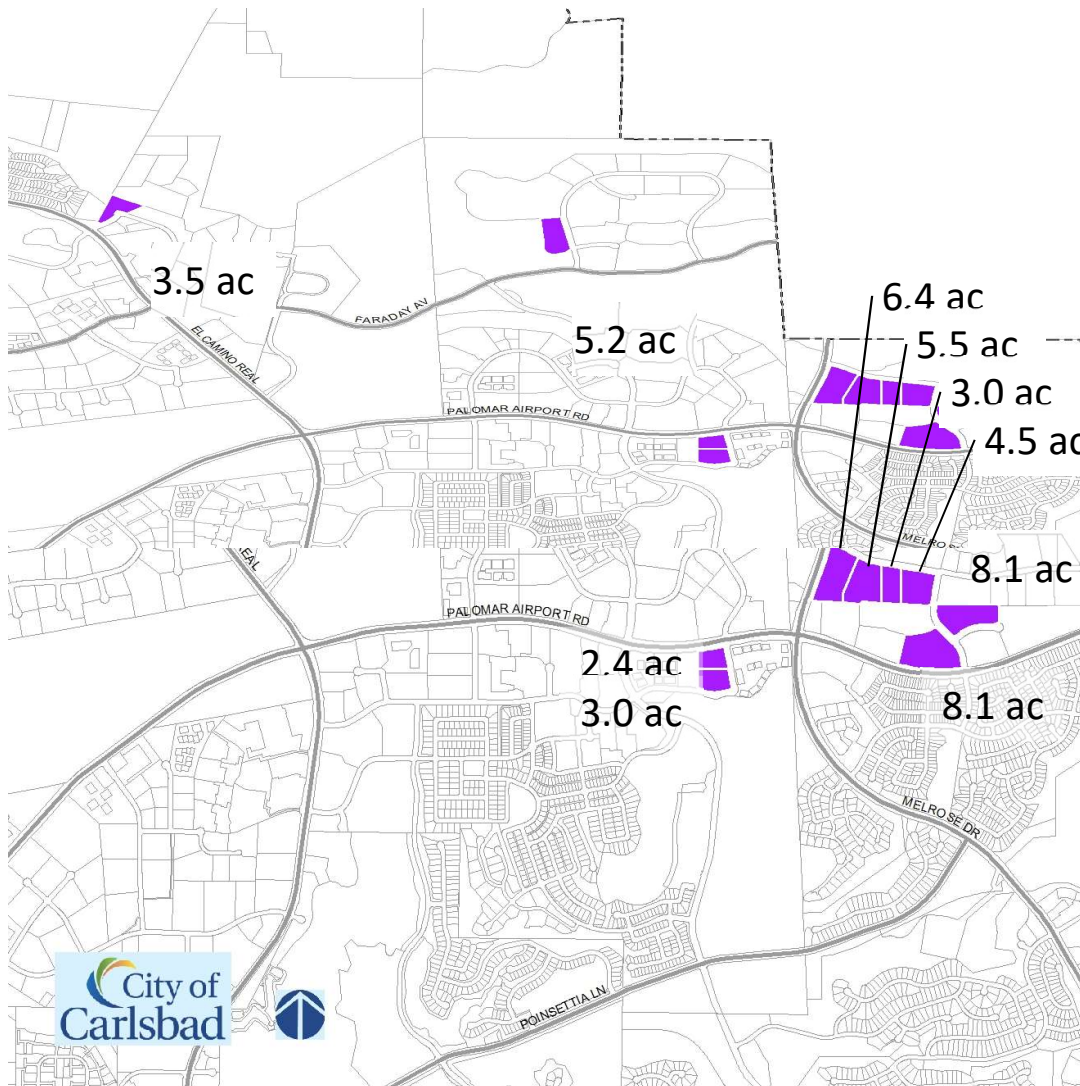 3.5 ac
6.4 ac
FARADAY AV
5.2 ac
5.5 ac
EL CAMINO REAL
3.0 ac
PALOMAR AIRPORT RD
4.5 ac
8.1 ac
PALOMAR AIRPORT RD
2.4 ac
3.0 ac
8.1 ac
MELROSE DR
City of
Carlsbad
POINSETTIA LN